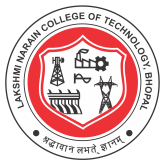 LAKSHMI NARAIN COLLEGE OF TECHNOLOGY, BHOPAL
• श्रद्धावान लभते ज्ञानम् •